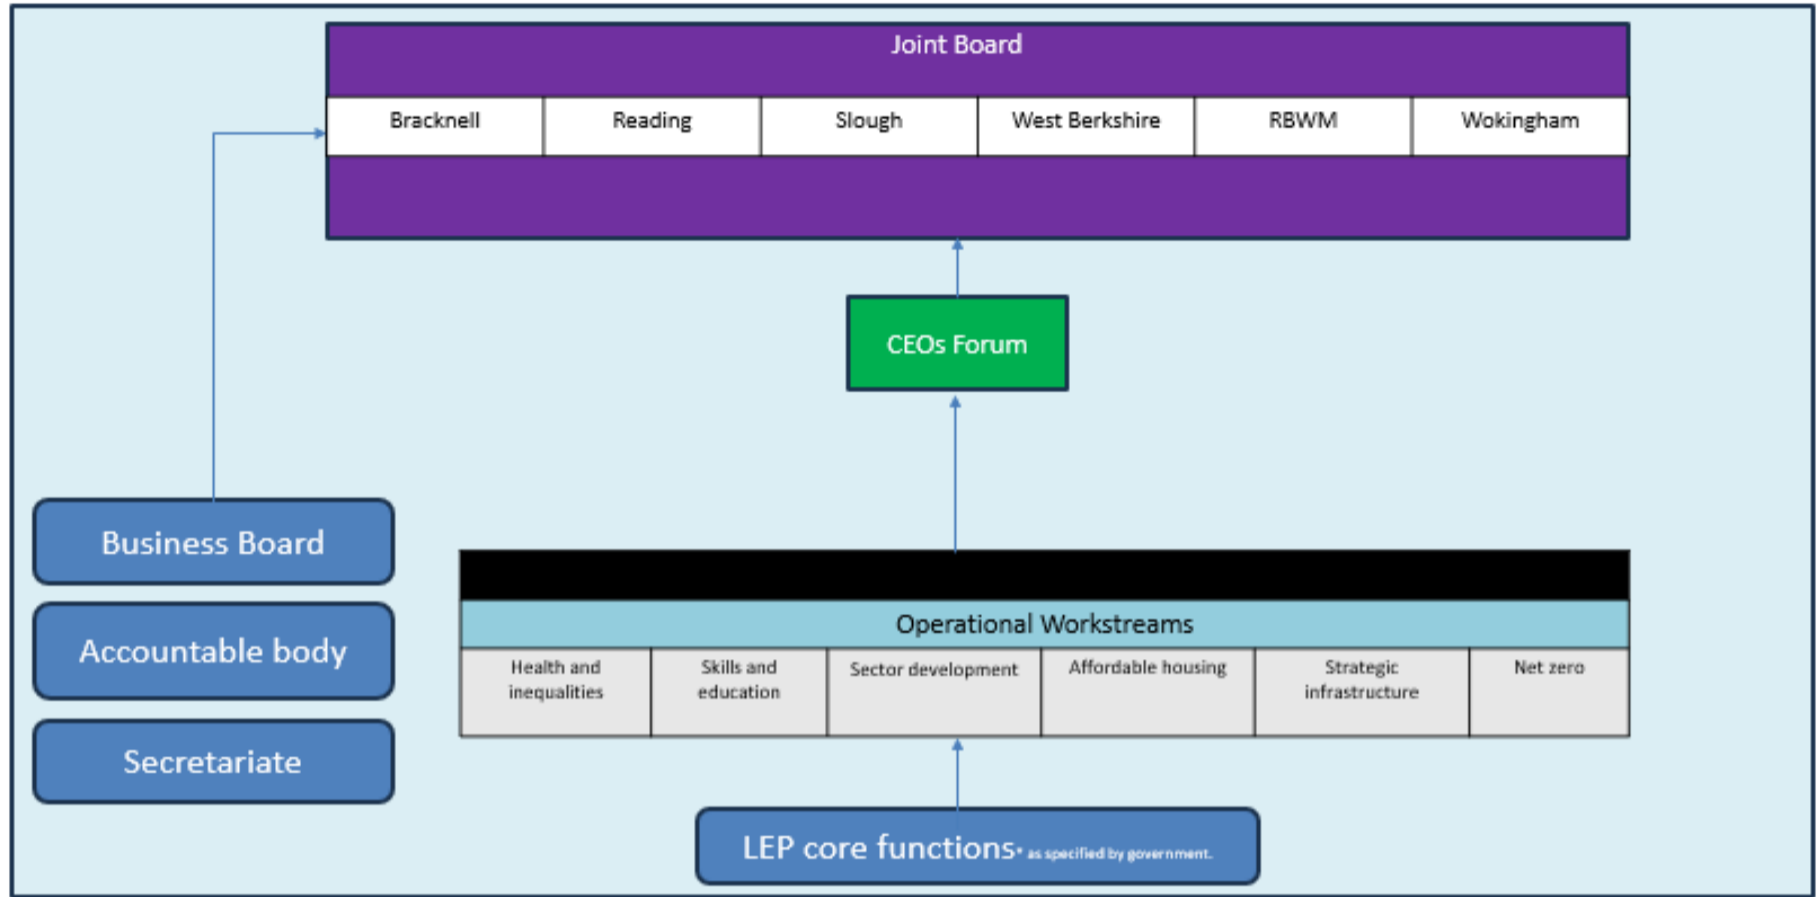 Joint Board
Bracknell
Reading
Slough
West Berkshire
RBWM
Wokingham
CEOs Forum
Business Board
Accountable body
Secretariate
Operational Workstreams
Health and
inequalities
Skills and
education
Sector development
Affordable housing
Strategic
infrastructure
Net zero
LEP core functions* as specified by government.